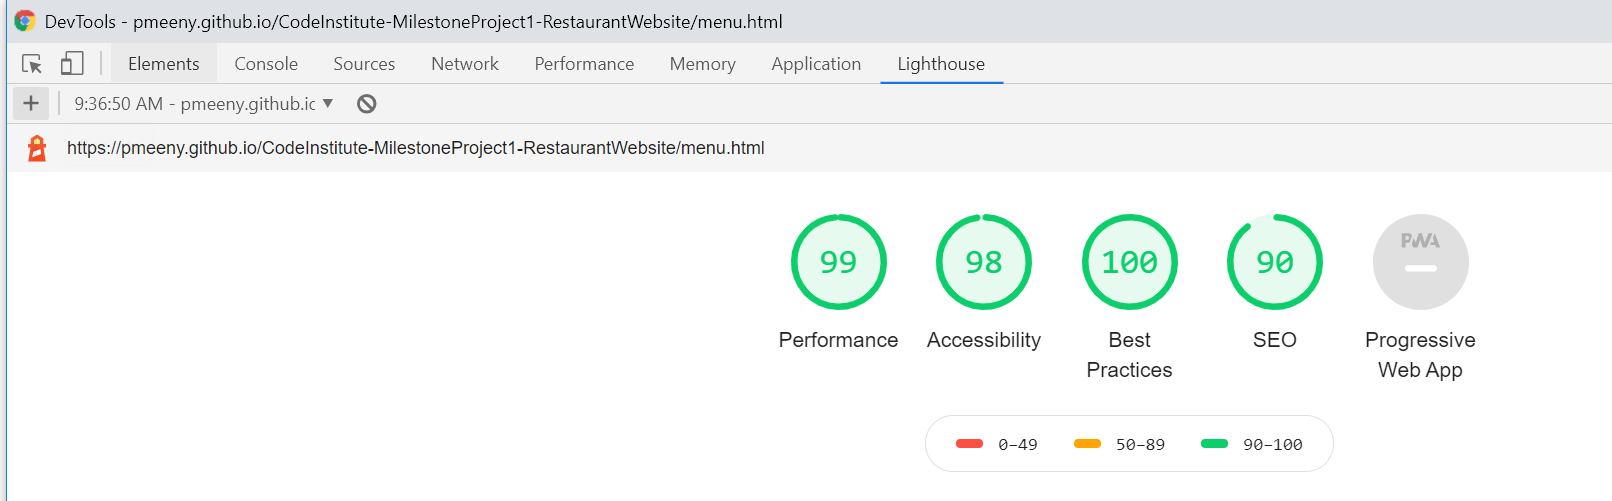 DevTools - pmeeny.github.io/CodeInstitute-MilestoneProject1-RestaurantWebsite/menu.html
Elements Console Sources Network Performance Memory Application Lighthouse
9:36:50 AM - pmeeny.github.ic
https://pmeeny.github.io/CodeInstitute-MilestoneProject1-RestaurantWebsite/menu.html
99 98 100 90 PWA
Performance Accessibility Best Practices SEO Progressive Web App
0–49 50–89 90–100